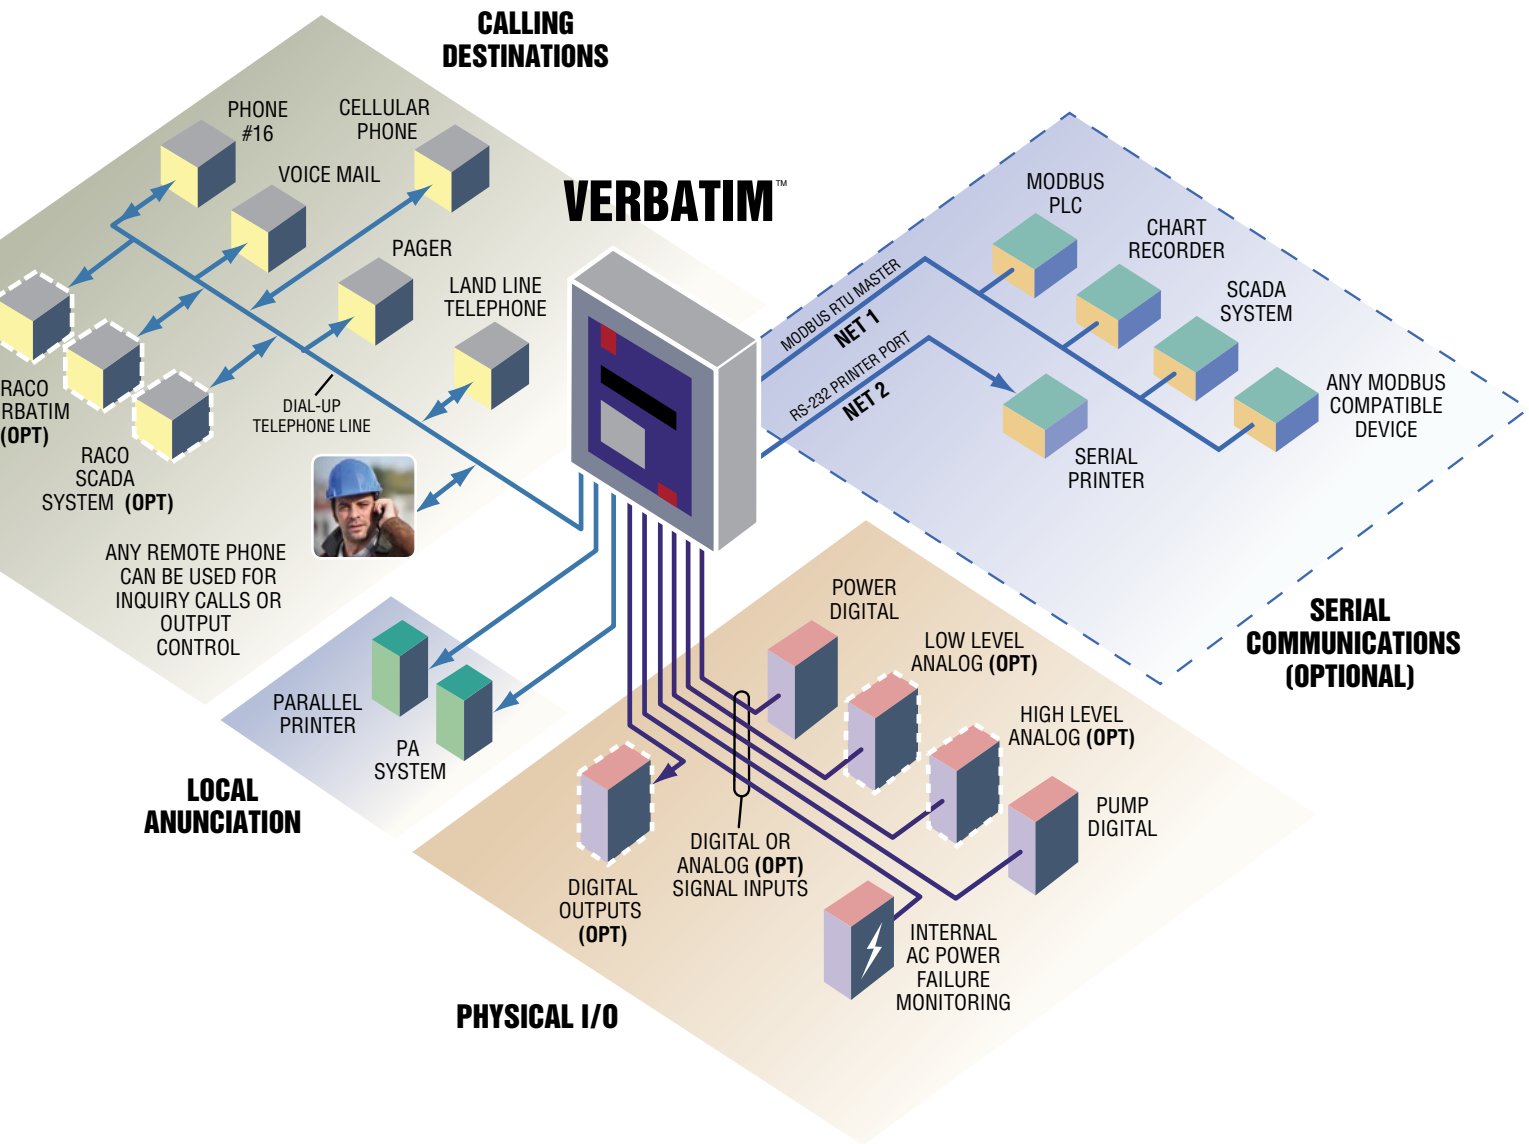 CALLING
DESTINATIONS
PHONE
#16
CELLULAR
PHONE
VOICE MAIL
PAGER
LAND LINE
TELEPHONE
RACO
RBATIM
(OPT)
RACO
SCADA
SYSTEM (OPT)
DIAL-UP
TELEPHONE LINE
ANY REMOTE PHONE
CAN BE USED FOR
INQUIRY CALLS OR
OUTPUT
CONTROL
VERBATIM™
MODBUS RTU MASTER
NET 1
RS-232 PRINTER PORT
NET 2
MODBUS
PLC
CHART
RECORDER
SCADA
SYSTEM
ANY MODBUS
COMPATIBLE
DEVICE
SERIAL
PRINTER
SERIAL
COMMUNICATIONS
(OPTIONAL)
PARALLEL
PRINTER
PA
SYSTEM
LOCAL
ANUNCIATION
POWER
DIGITAL
LOW LEVEL
ANALOG (OPT)
HIGH LEVEL
ANALOG (OPT)
PUMP
DIGITAL
DIGITAL OR
ANALOG (OPT)
SIGNAL INPUTS
DIGITAL
OUTPUTS
(OPT)
INTERNAL
AC POWER
FAILURE
MONITORING
PHYSICAL I/O